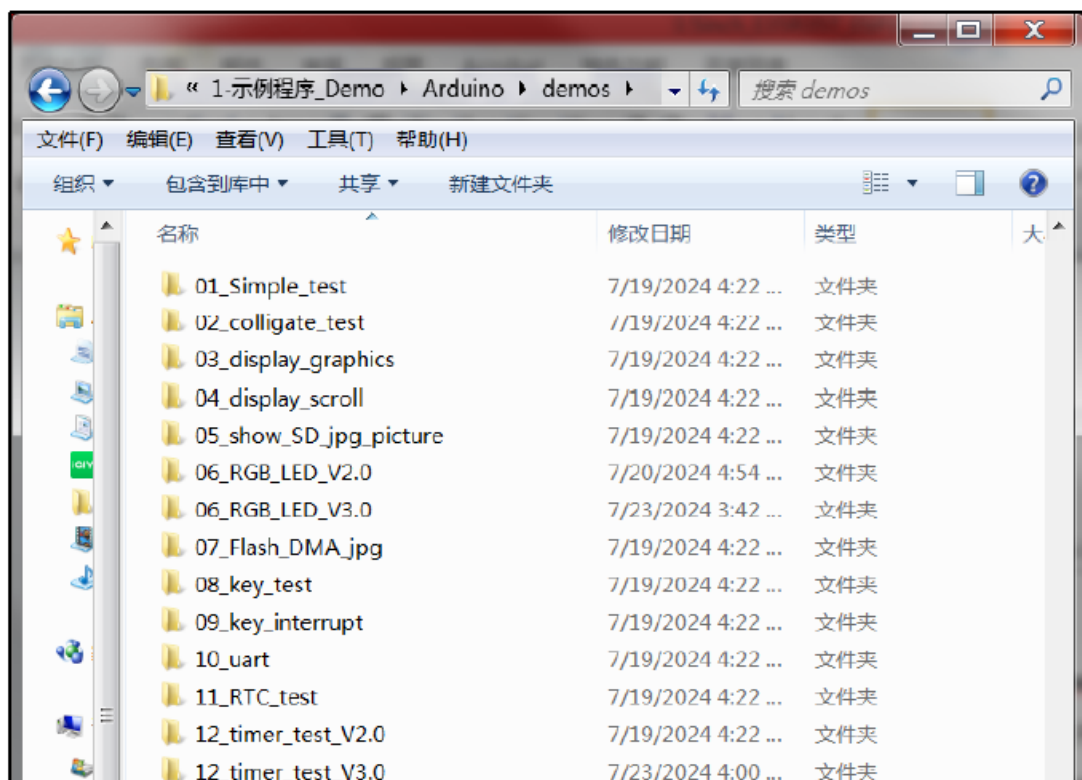 « 1-示例程序_Demo Arduino demos 搜索 demos
文件(F) 编辑(E) 查看(V) 工具(T) 帮助(H)
组织 包含到库中 共享 新建文件夹
名称 修改日期 类型 大
01_Simple_test 7/19/2024 4:22 ... 文件夹
02_colligate_test 7/19/2024 4:22 ... 文件夹
03_display_graphics 7/19/2024 4:22 ... 文件夹
04_display_scroll 7/19/2024 4:22 ... 文件夹
05_show_SD_jpg_picture 7/19/2024 4:22 ... 文件夹
06_RGB_LED_V2.0 7/20/2024 4:54 ... 文件夹
06_RGB_LED_V3.0 7/23/2024 3:42 ... 文件夹
07_Flash_DMA_jpg 7/19/2024 4:22 ... 文件夹
08_key_test 7/19/2024 4:22 ... 文件夹
09_key_interrupt 7/19/2024 4:22 ... 文件夹
10_uart 7/19/2024 4:22 ... 文件夹
11_RTC_test 7/19/2024 4:22 ... 文件夹
12_timer_test_V2.0 7/19/2024 4:22 ... 文件夹
12_timer_test_V3.0 7/23/2024 4:00 ... 文件夹